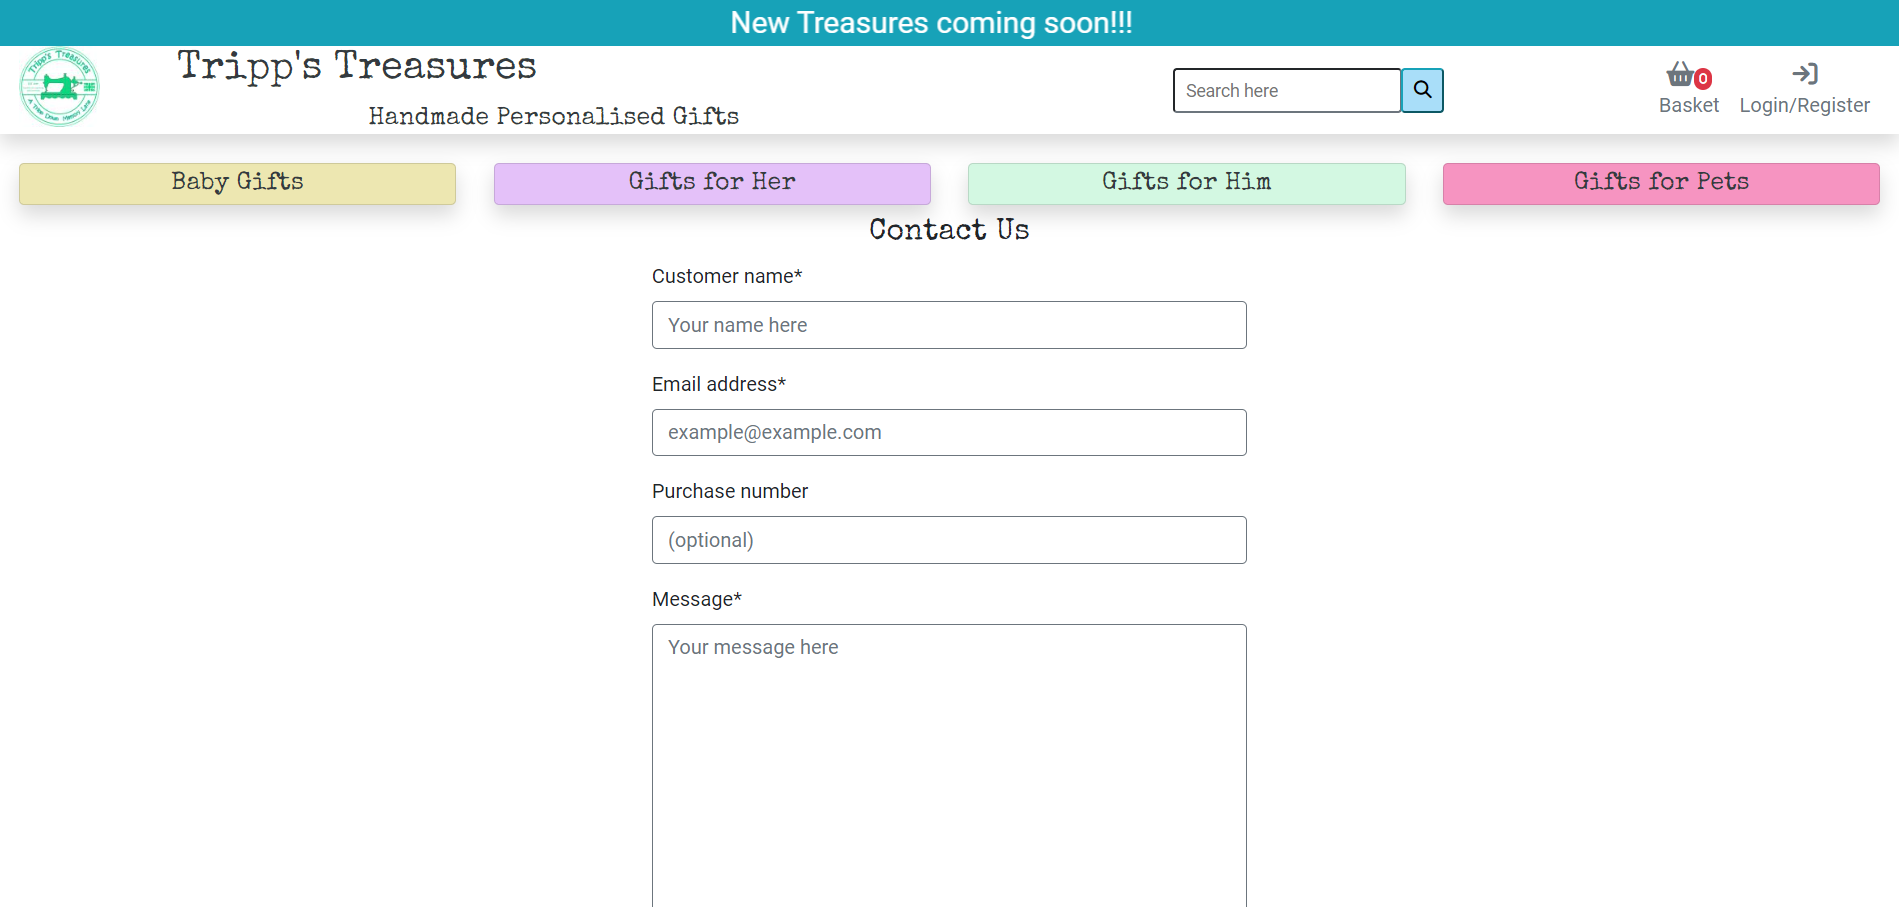 New Treasures coming soon!!!
Tripp's Treasures
Tripp's Treasures
Handmade Personalised Gifts
Search here
0
Basket
Login/Register
Baby Gifts
Gifts for Her
Gifts for Him
Gifts for Pets
Contact Us
Customer name*
Your name here
Email address*
example@example.com
Purchase number
(optional)
Message*
Your message here